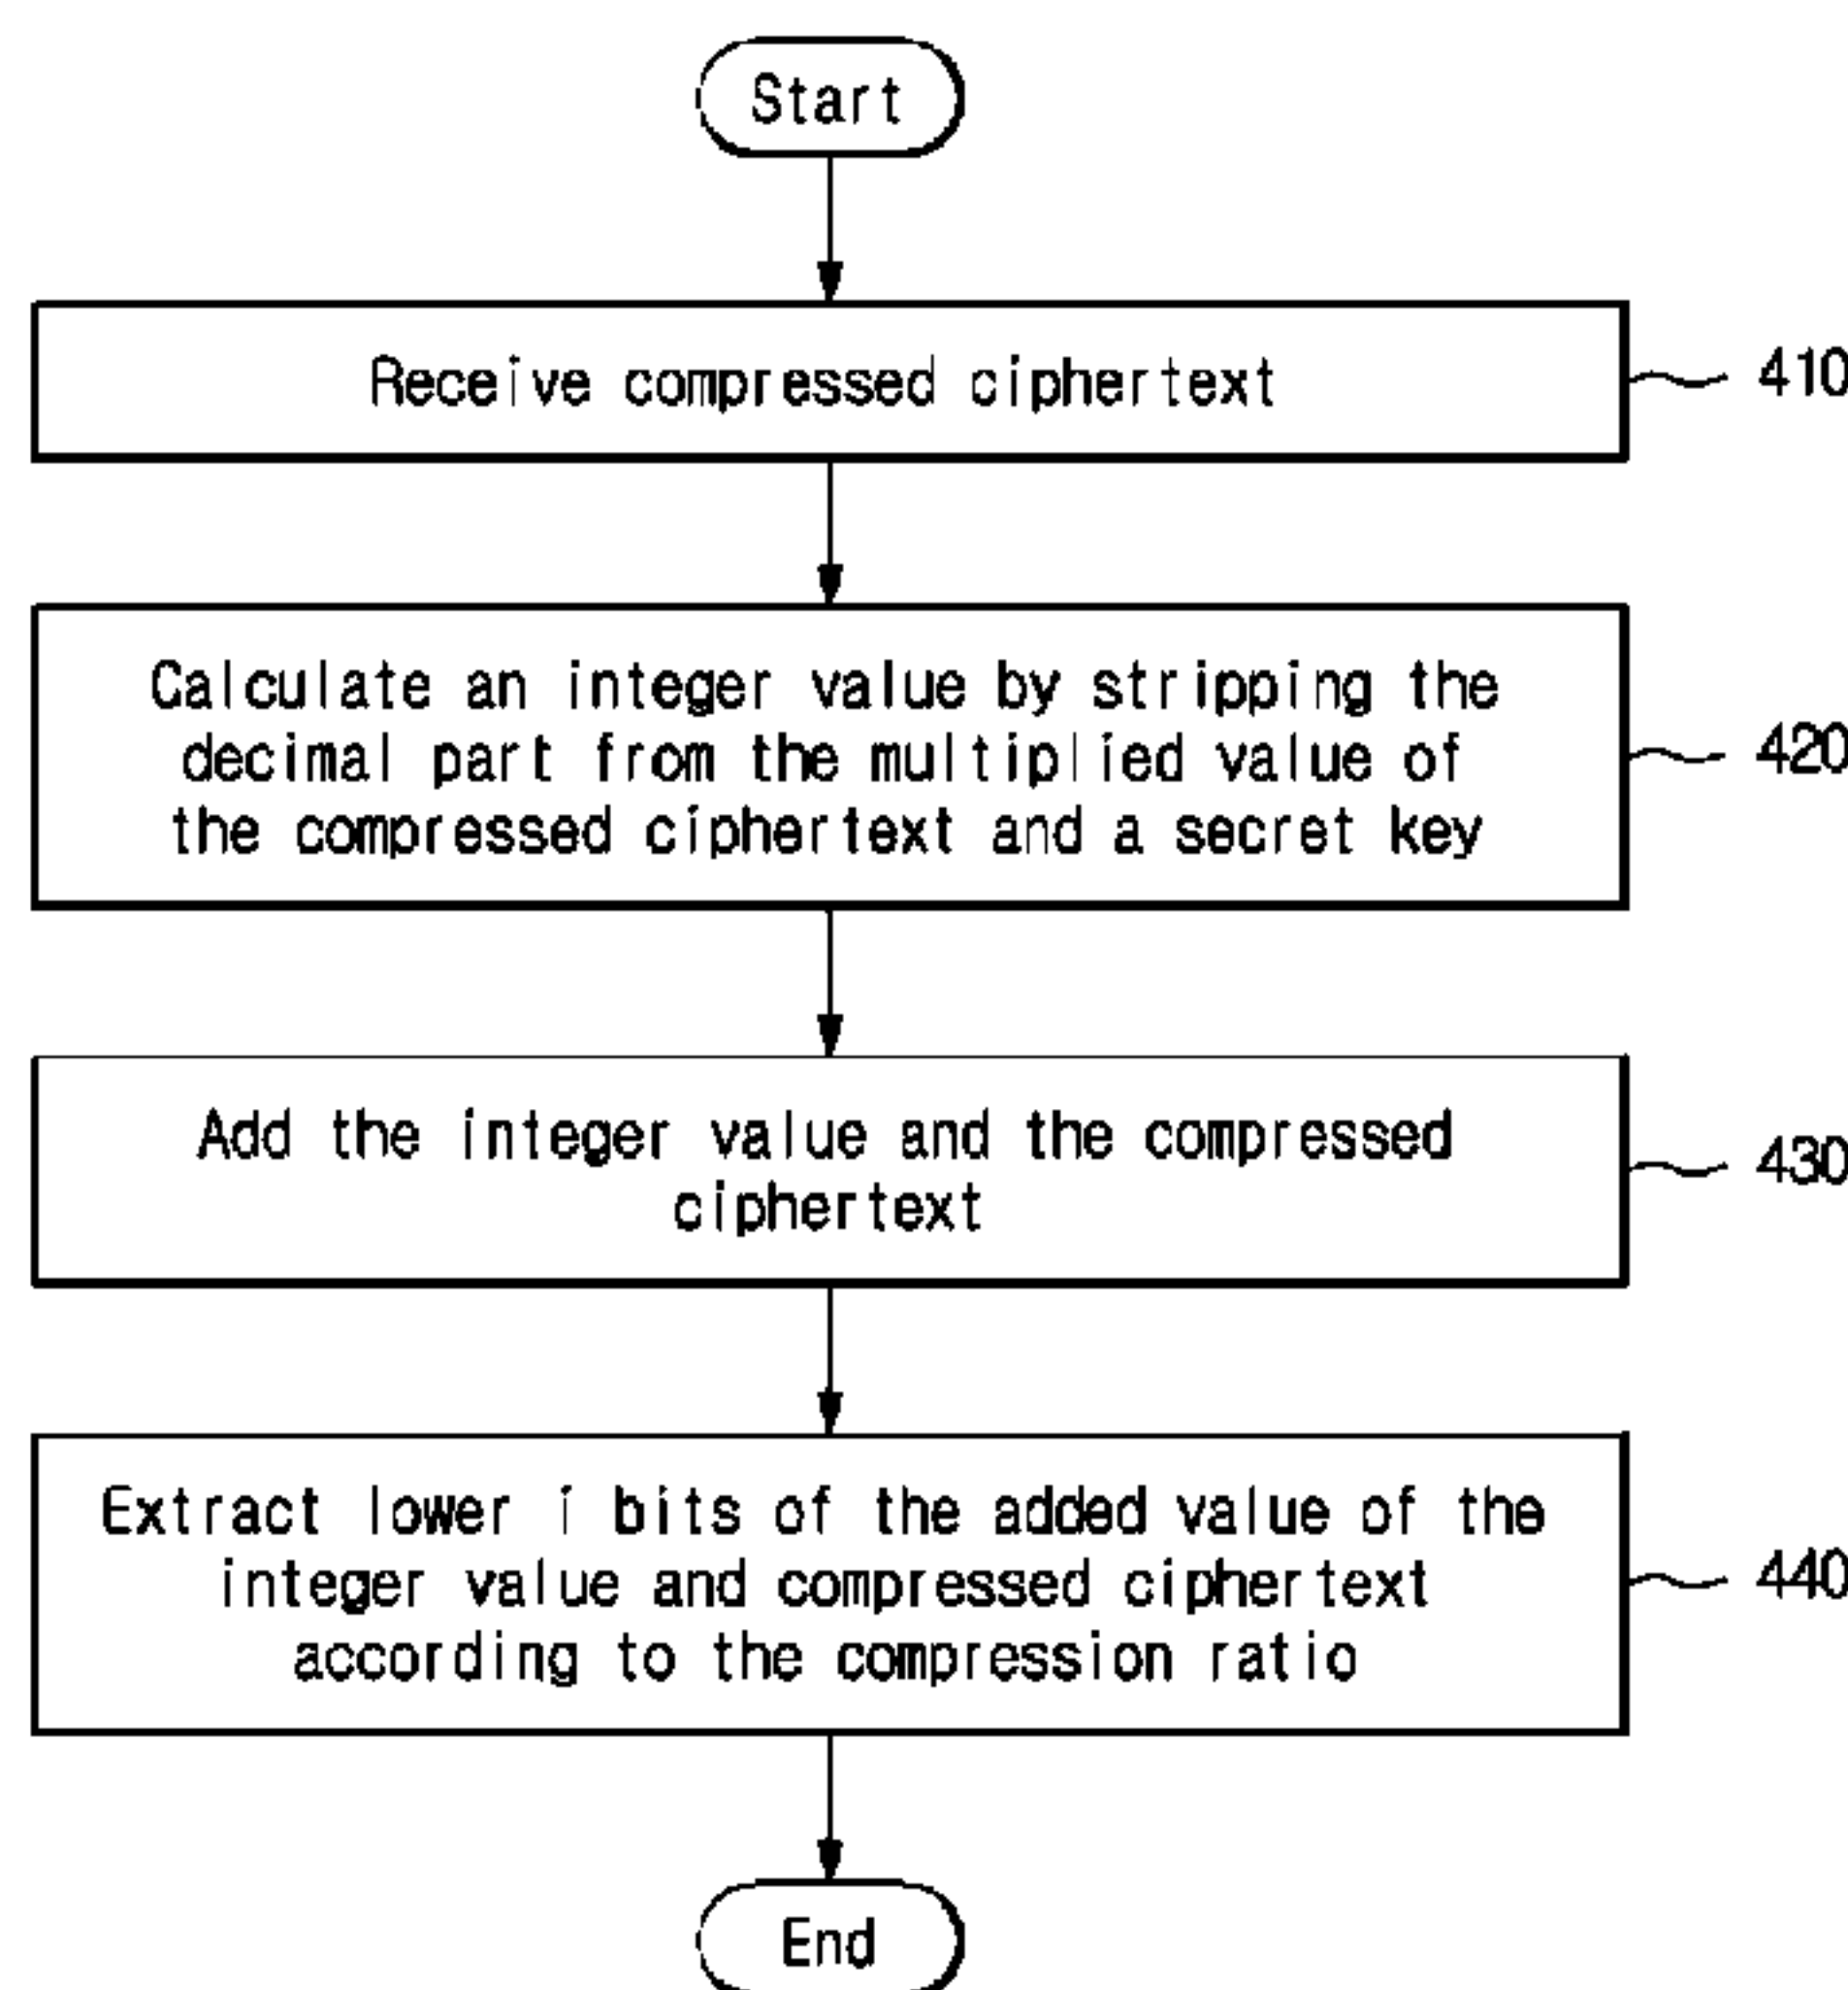 Start
Receive compressed ciphertext
410
Calculate an integer value by stripping the
decimal part from the multiplied value of
the compressed ciphertext and a secret key
420
Add the integer value and the compressed
ciphertext
430
Extract lower i bits of the added value of the
integer value and compressed ciphertext
according to the compression ratio
440
End